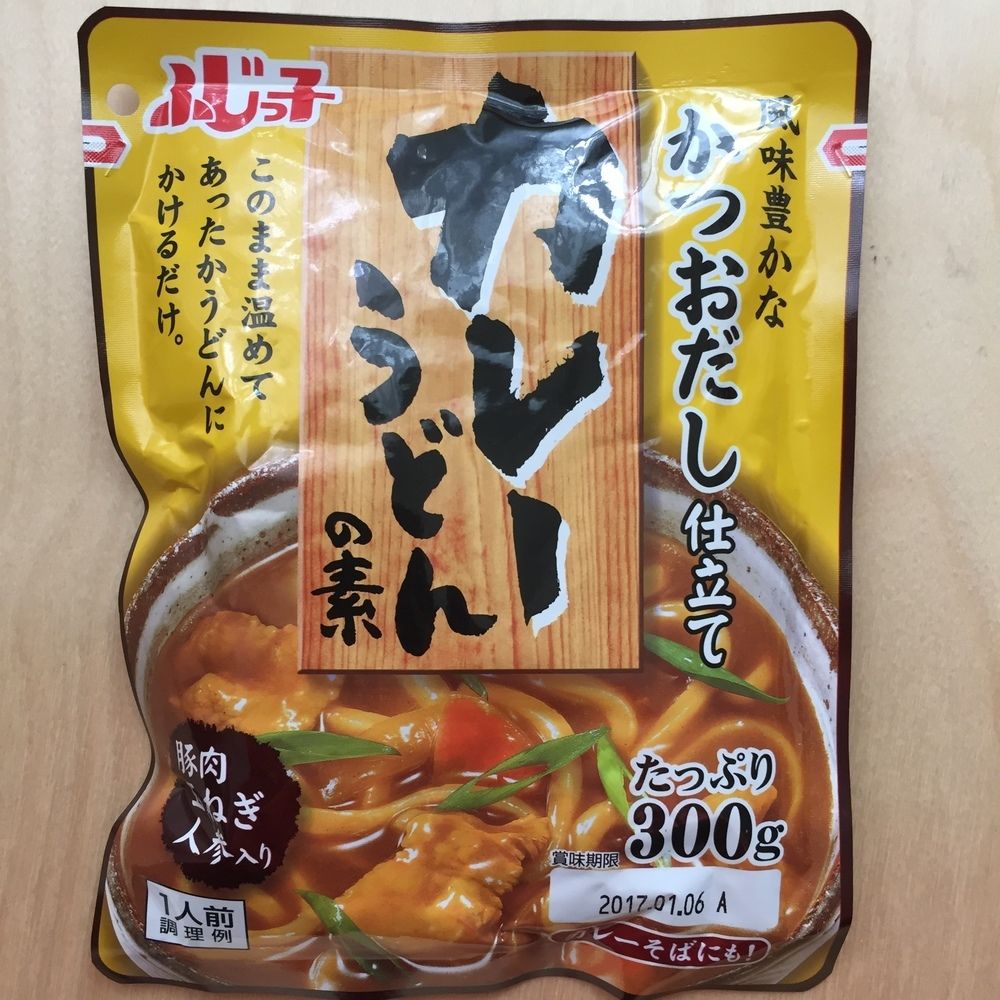 ふじっ子
風味豊かな
かつおだし仕立て
カレー
うどん
の素
このまま温めて
あったかうどんに
かけるだけ。
豚肉
ねぎ
人参入り
1人前
調理例
たっぷり
300g
賞味期限
2017.01.06 A
カレーそばにも!